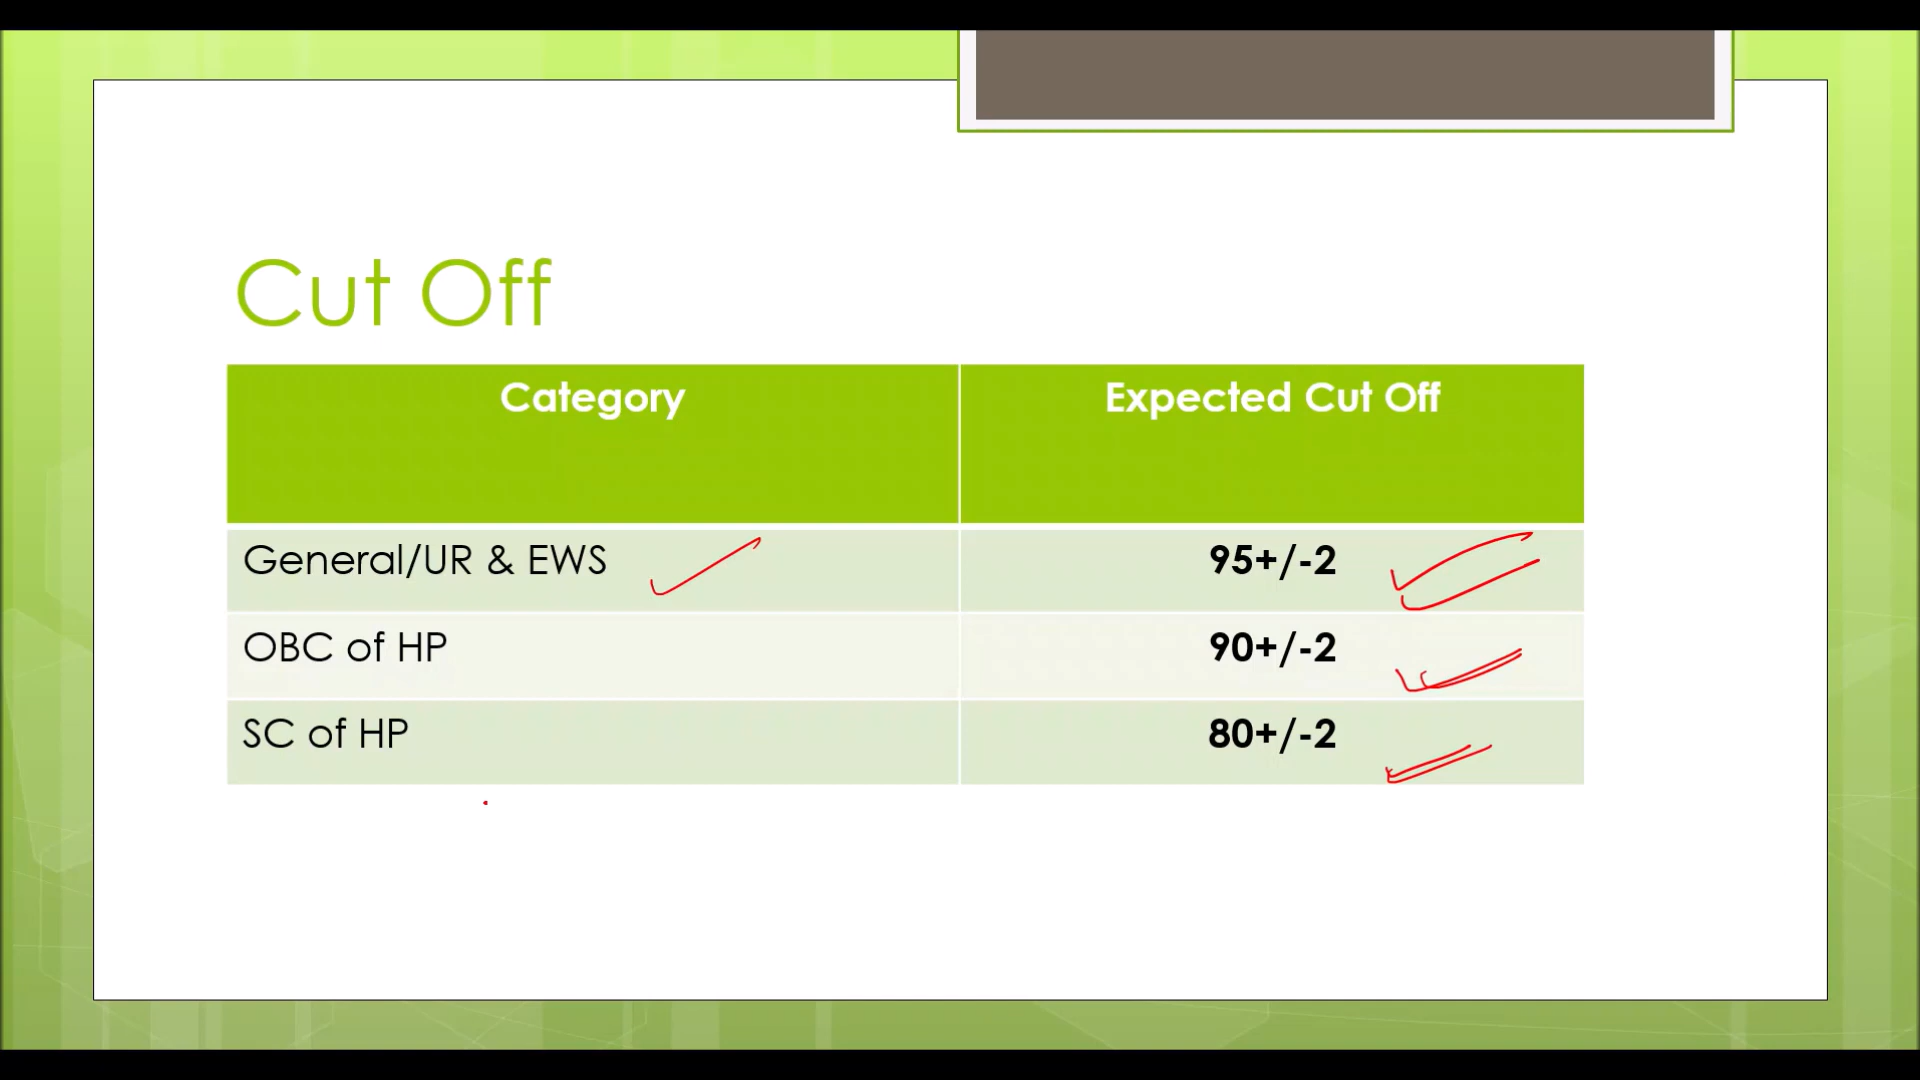 Cut Off
Category Expected Cut Off
General/UR & EWS 95+/-2
OBC of HP 90+/-2
SC of HP 80+/-2